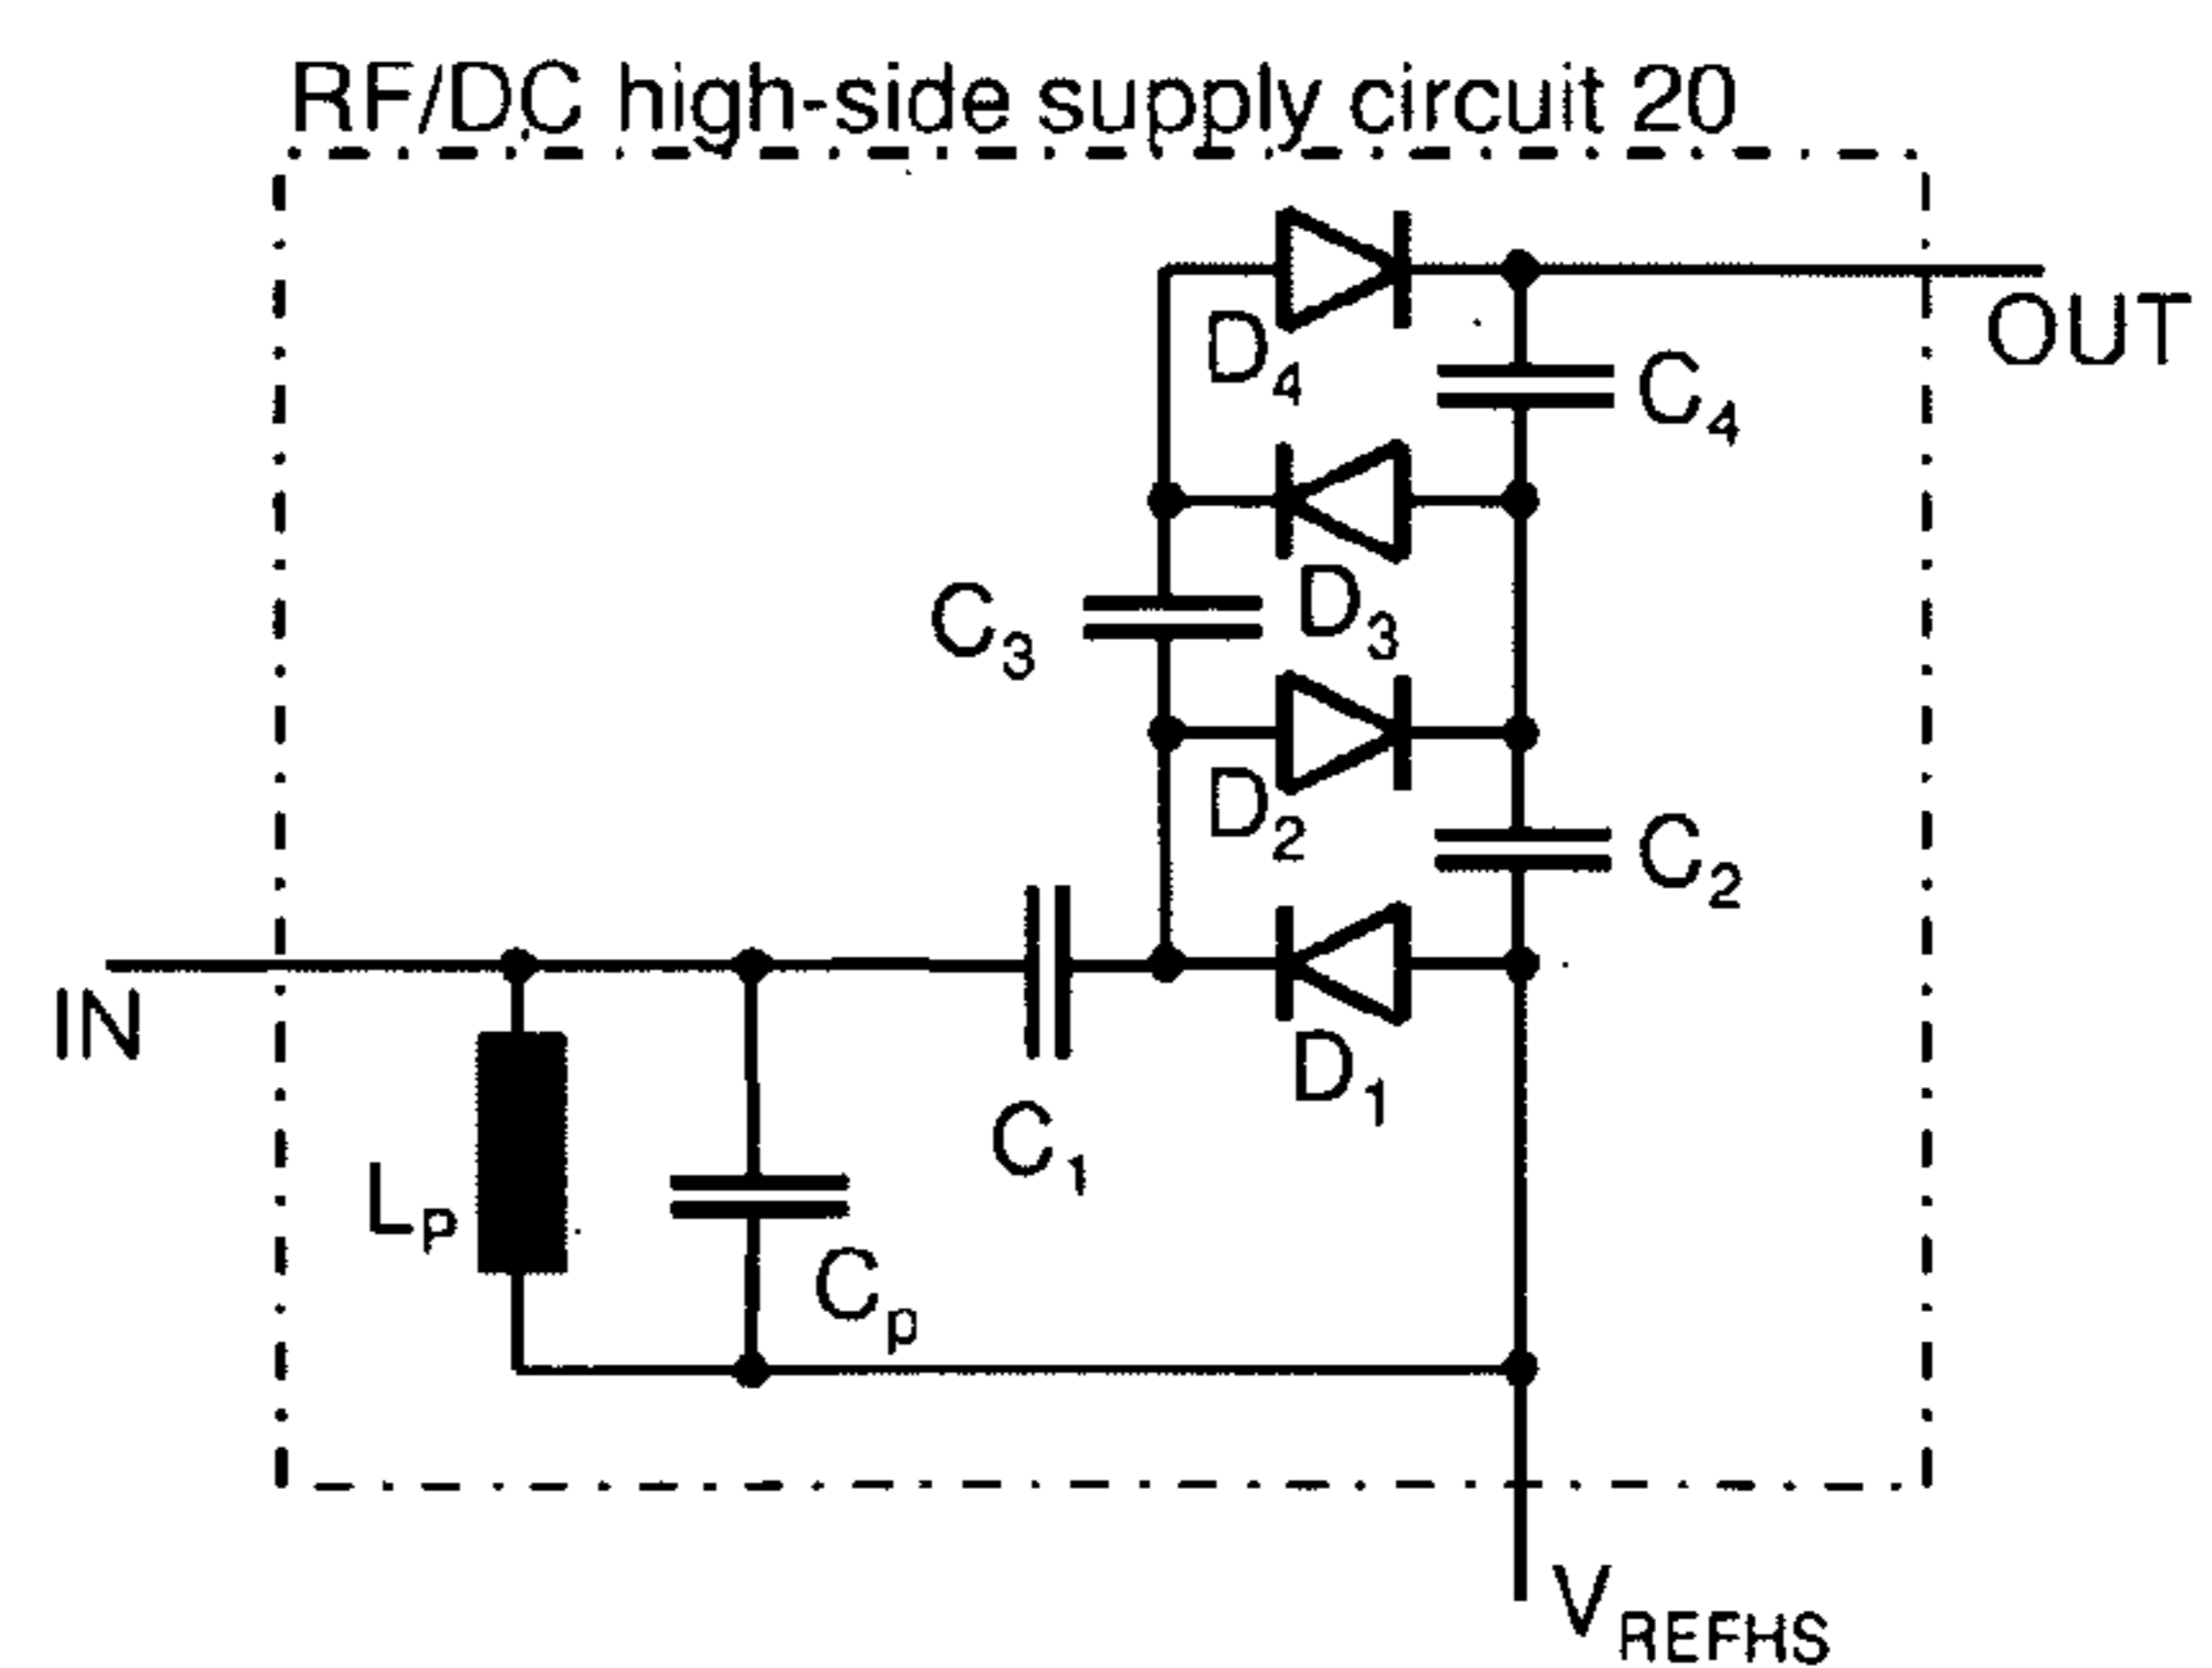 RF/DC high-side supply circuit 20
OUT
D4
C4
C3
D3
D2
C2
IN
D1
C1
Lp
Cp
VREFHS